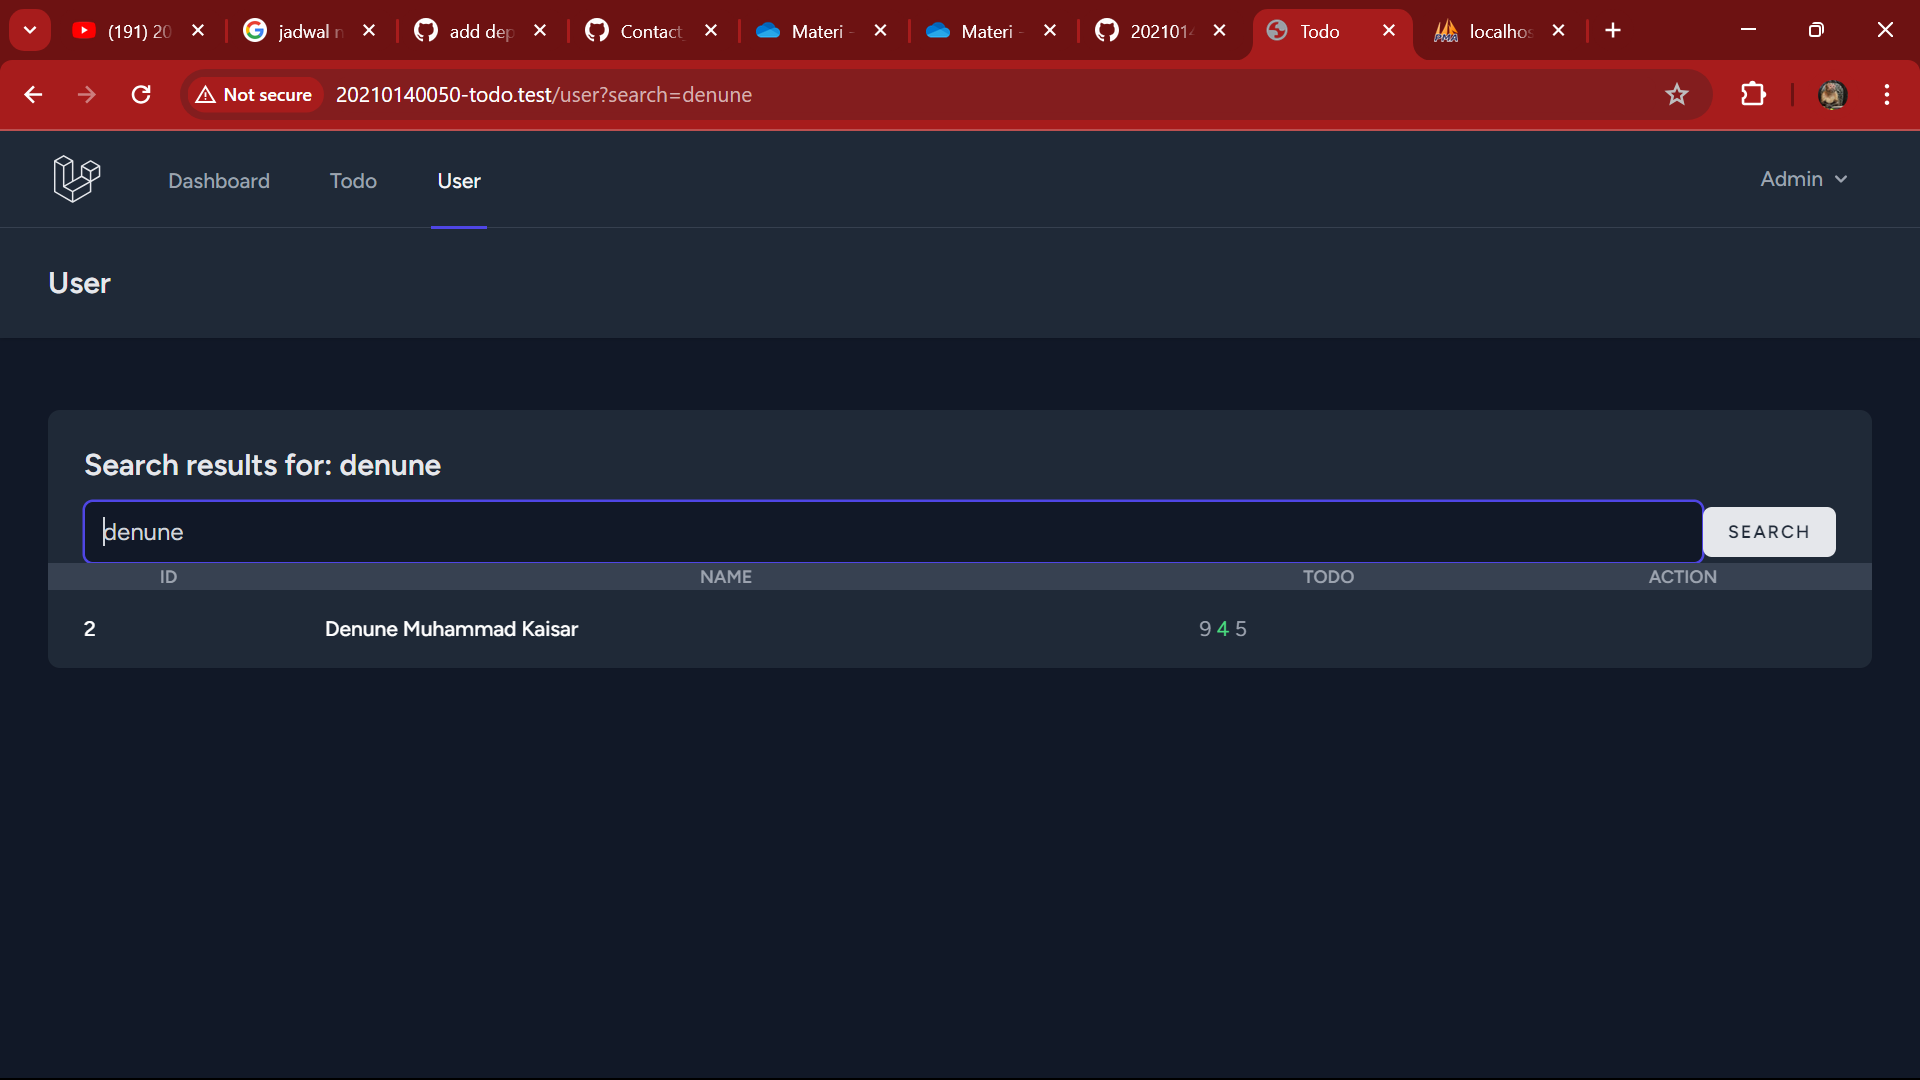 (191) 20
jadwal n
add dep
Contact
Materi -
Materi -
2021014
Todo
localhos
Not secure 20210140050-todo.test/user?search=denune
Dashboard Todo User Admin
User
Search results for: denune
denune SEARCH
ID NAME TODO ACTION
2 Denune Muhammad Kaisar 9 4 5